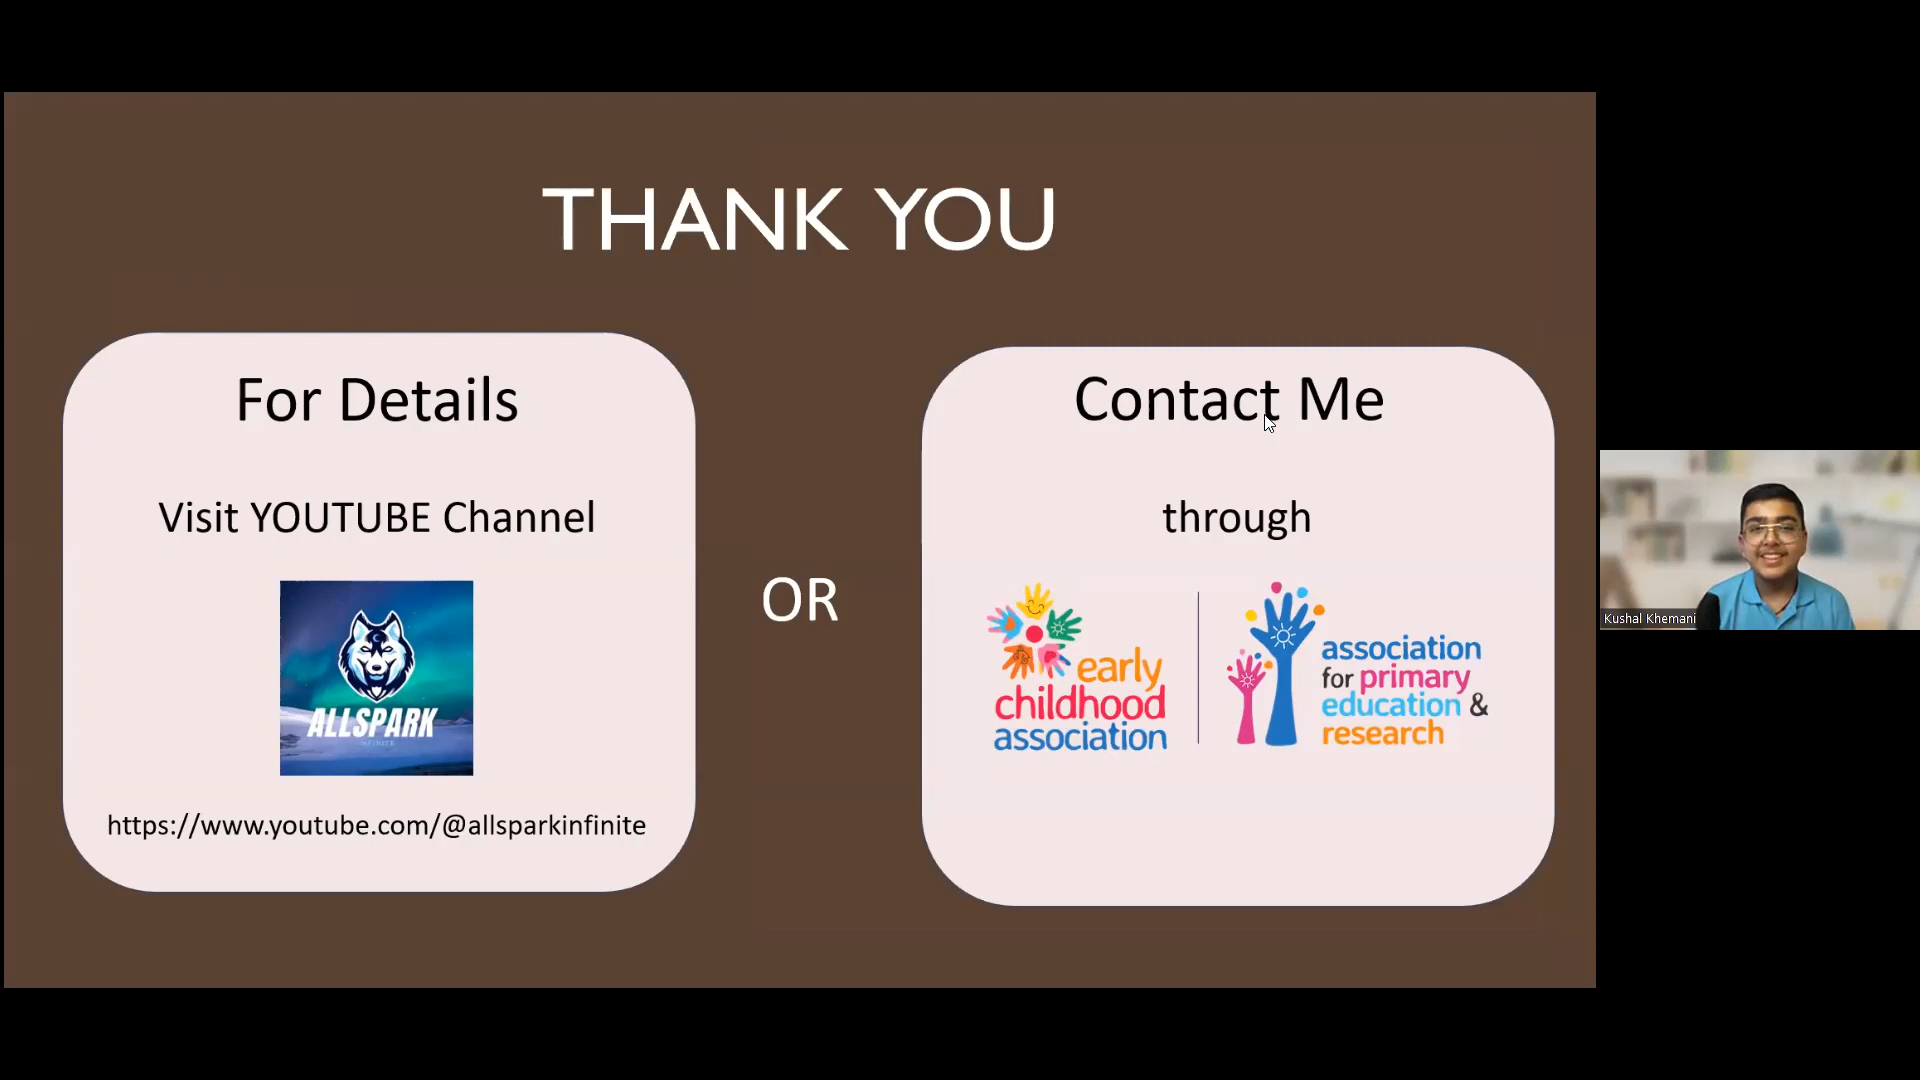 THANK YOU
For Details
Visit YOUTUBE Channel
ALLSPARK
INFINITE
https://www.youtube.com/@allsparkinfinite
OR
Contact Me
through
early
childhood
association
association
for primary
education &
research
Kushal Khemani